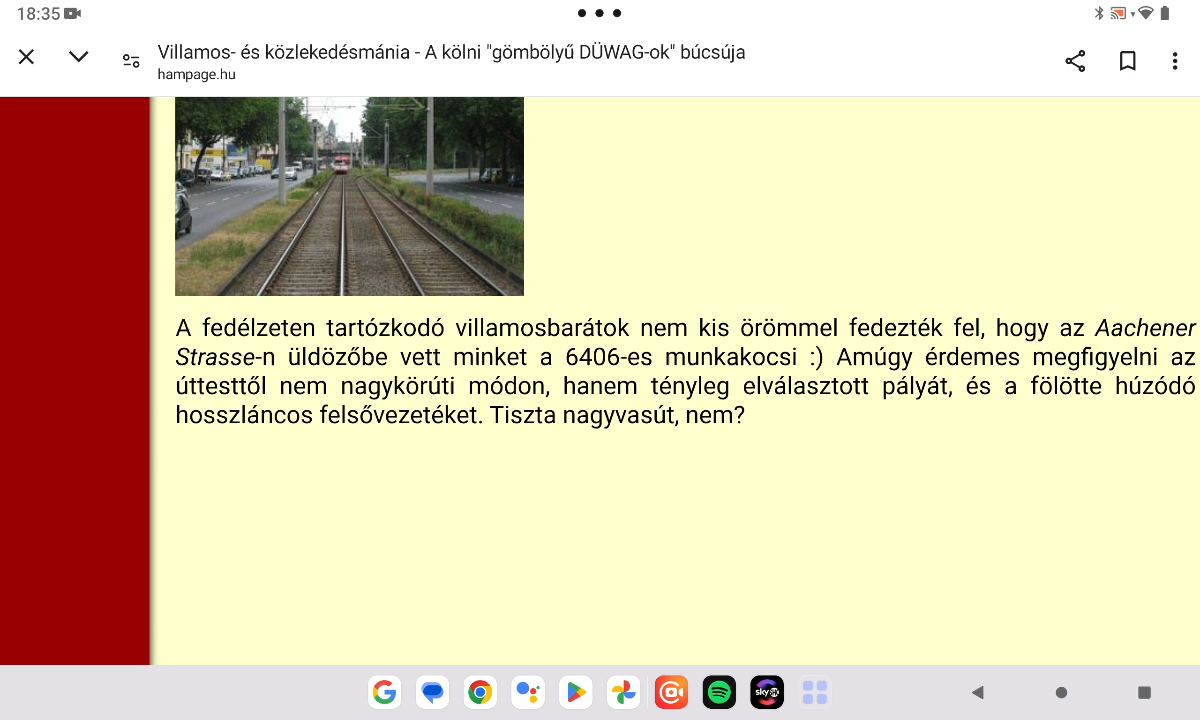 18:35
Villamos- és közlekedésmánia - A kölni "gömbölyű DÜWAG-ok" búcsúja
hampage.hu
A fedélzeten tartózkodó villamosbarátok nem kis örömmel fedezték fel, hogy az Aachener
Strasse-n üldözőbe vett minket a 6406-es munkakocsi :) Amúgy érdemes megfigyelni az
úttesttől nem nagykörúti módon, hanem tényleg elválasztott pályát, és a fölötte húzódó
hosszláncos felsővezetéket. Tiszta nagyvasút, nem?
sky